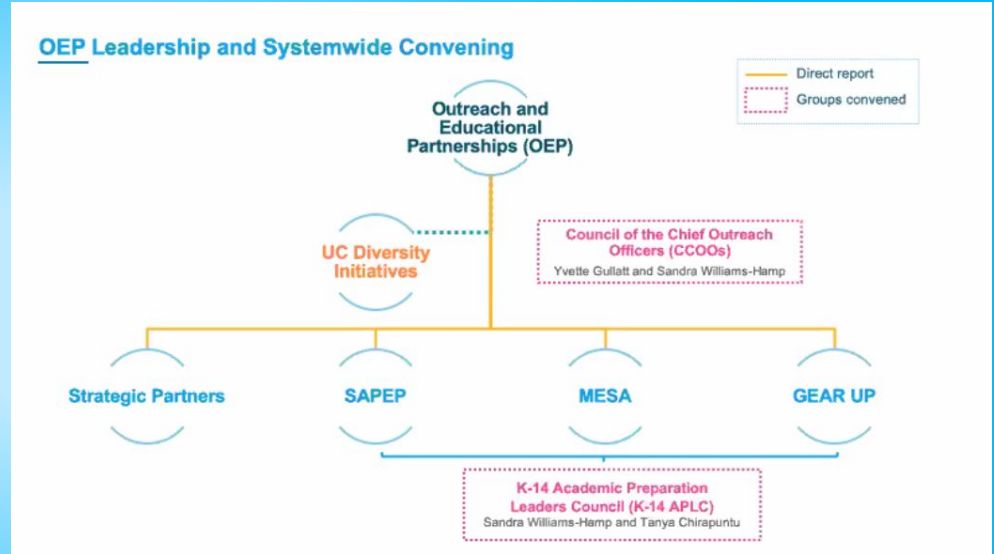 OEP Leadership and Systemwide Convening
Direct report
Groups convened
Outreach and
Educational
Partnerships (OEP)
UC Diversity
Initiatives
Council of the Chief Outreach
Officers (CCOOs)
Yvette Gullatt and Sandra Williams-Hamp
Strategic Partners
SAPEP
MESA
GEAR UP
K-14 Academic Preparation
Leaders Council (K-14 APLC)
Sandra Williams-Hamp and Tanya Chirapuntu